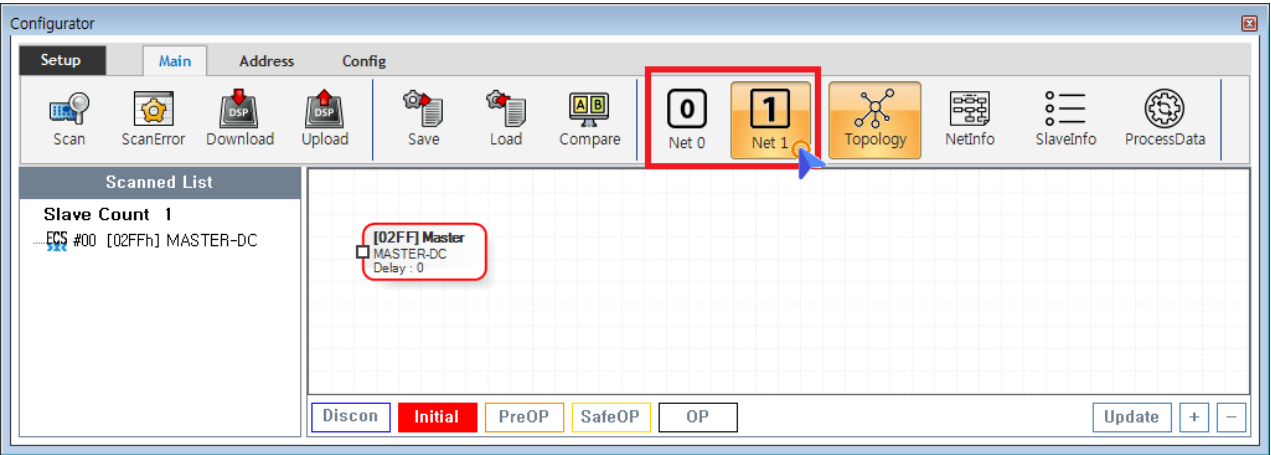 Configurator
Setup Main Address Config
0 1
DSP DSP A B
Scan ScanError Download Upload Save Load Compare Net 0 Net 1 Topology NetInfo SlaveInfo ProcessData
Scanned List
Slave Count 1
ECS #00 [02FFh] MASTER-DC
[02FF] Master
MASTER-DC
Delay : 0
Discon Initial PreOP SafeOP OP Update + -